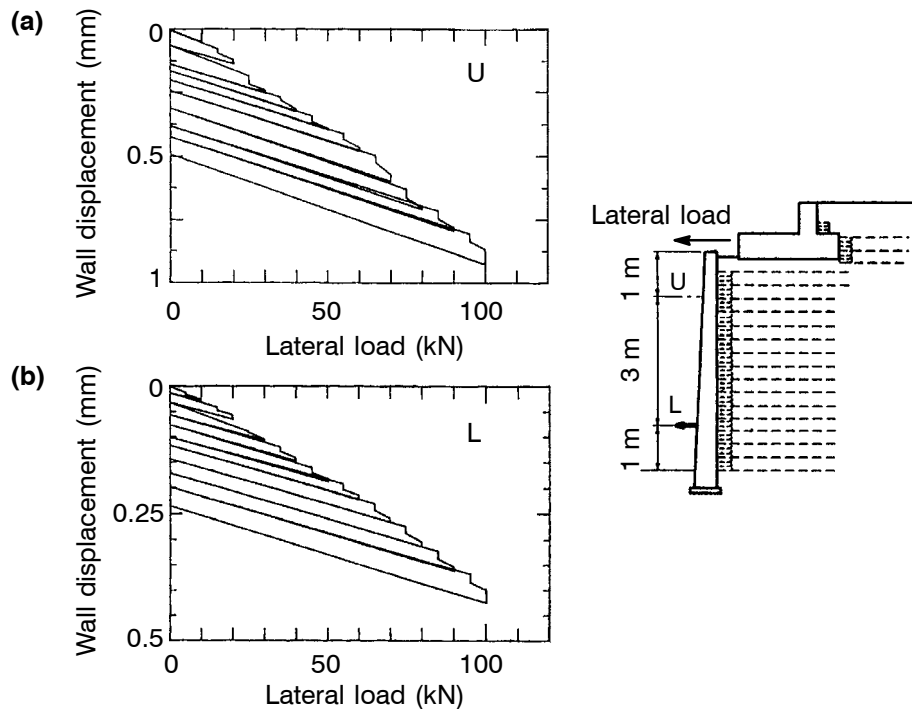 (a)
Wall displacement (mm)
0
0.5
1
U
0
50
100
Lateral load (kN)
(b)
Wall displacement (mm)
0
0.25
0.5
L
0
50
100
Lateral load (kN)
Lateral load
1 m
U
3 m
L
1 m